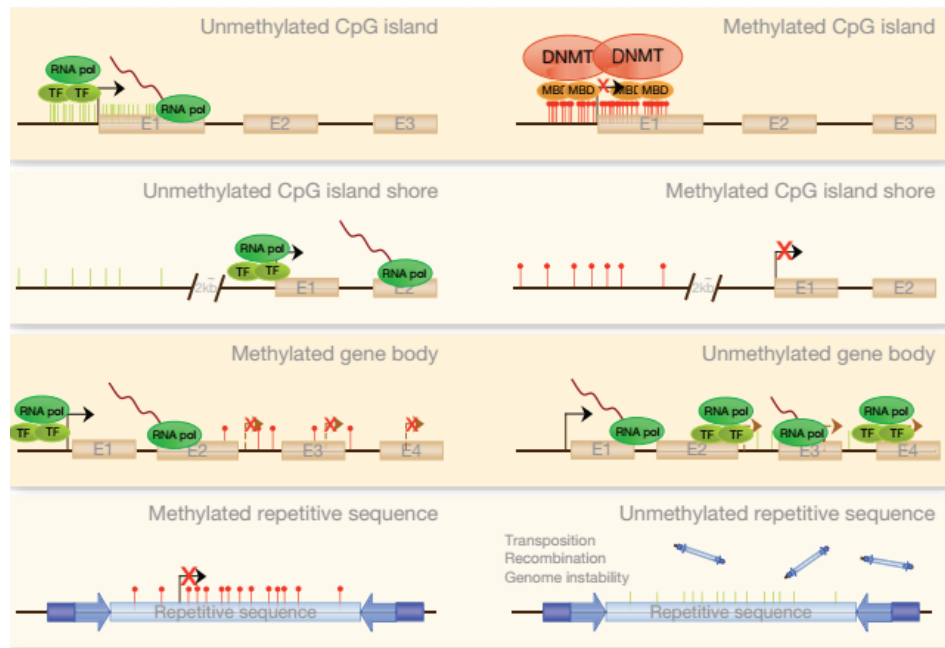 Unmethylated CpG island
Methylated CpG island
RNA pol
TF TF
RNA pol
E1 E2 E3
DNMT DNMT
MBD MBD MBD MBD
E1 E2 E3
Unmethylated CpG island shore
Methylated CpG island shore
RNA pol
TF TF
RNA pol
2kb E1 E2
2kb E1 E2
Methylated gene body
Unmethylated gene body
RNA pol
TF TF
RNA pol
E1 E2 E3 E4
RNA pol
RNA pol
TF TF
RNA pol
RNA pol
TF TF
E1 E2 E3 E4
Methylated repetitive sequence
Unmethylated repetitive sequence
Transposition
Recombination
Genome instability
Repetitive sequence
Repetitive sequence